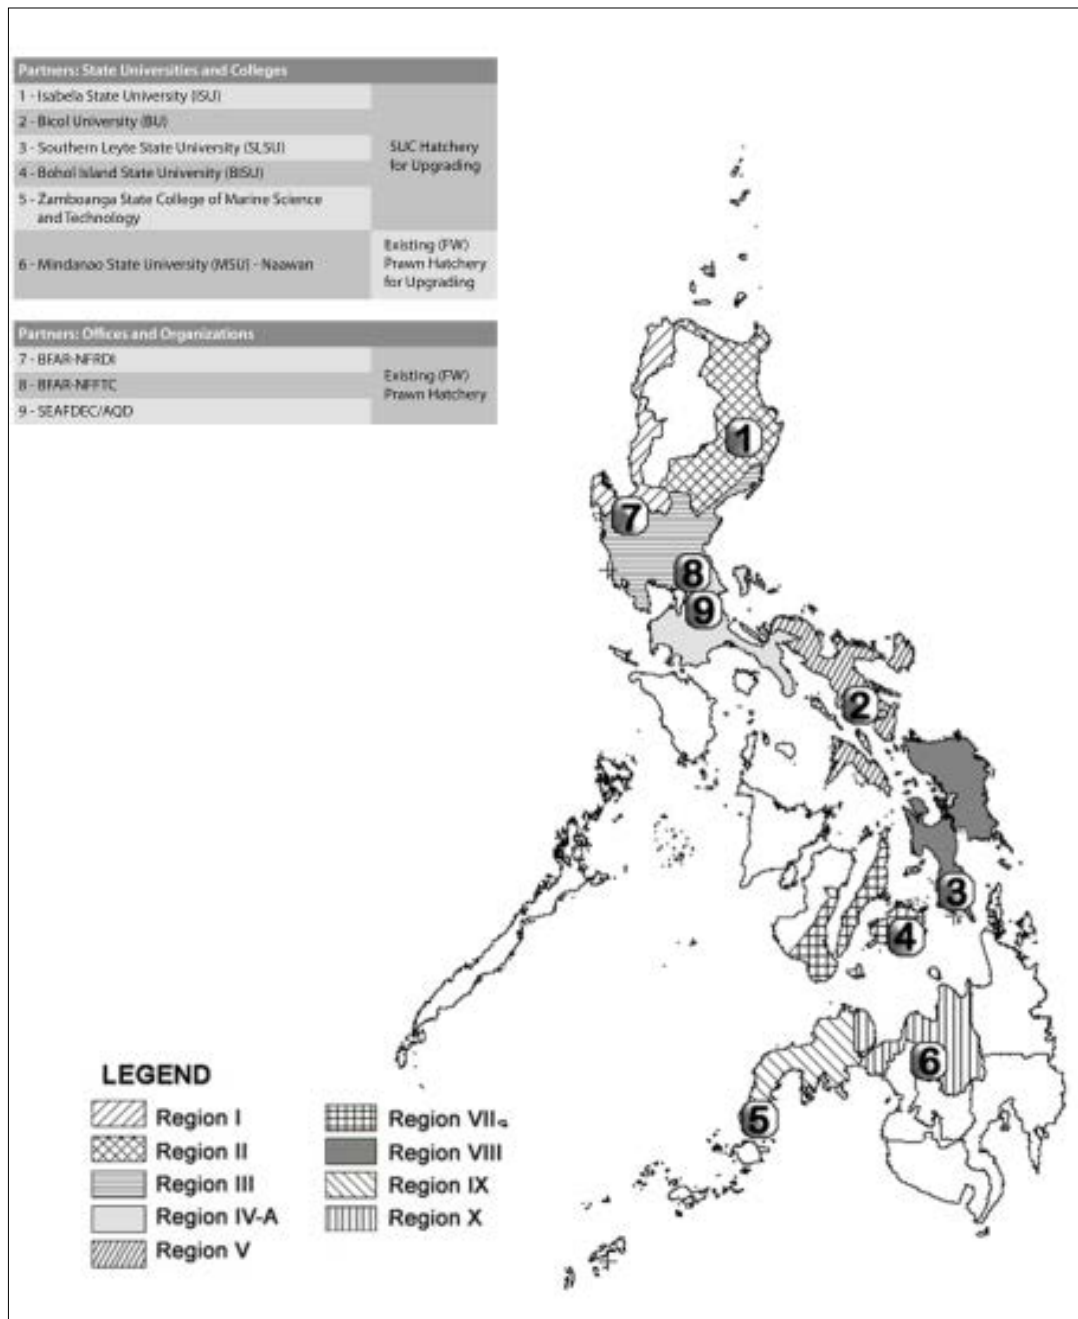 Partners: State Universities and Colleges
1 - Isabela State University (ISU)
2 - Bicol University (BU)
3 - Southern Leyte State University (SLSU)
4 - Bohol Island State University (BISU)
5 - Zamboanga State College of Marine Science
and Technology
SUC Hatchery
for Upgrading
6 - Mindanao State University (MSU) - Naawan
Existing (FW)
Prawn Hatchery
for Upgrading
Partners: Offices and Organizations
7 - BFAR-NFRDI
8 - BFAR-NFFTC
9 - SEAFDEC/AQD
Existing (FW)
Prawn Hatchery
1
7
8
9
2
3
4
6
5
LEGEND
Region I
Region II
Region III
Region IV-A
Region V
Region VII
Region VIII
Region IX
Region X